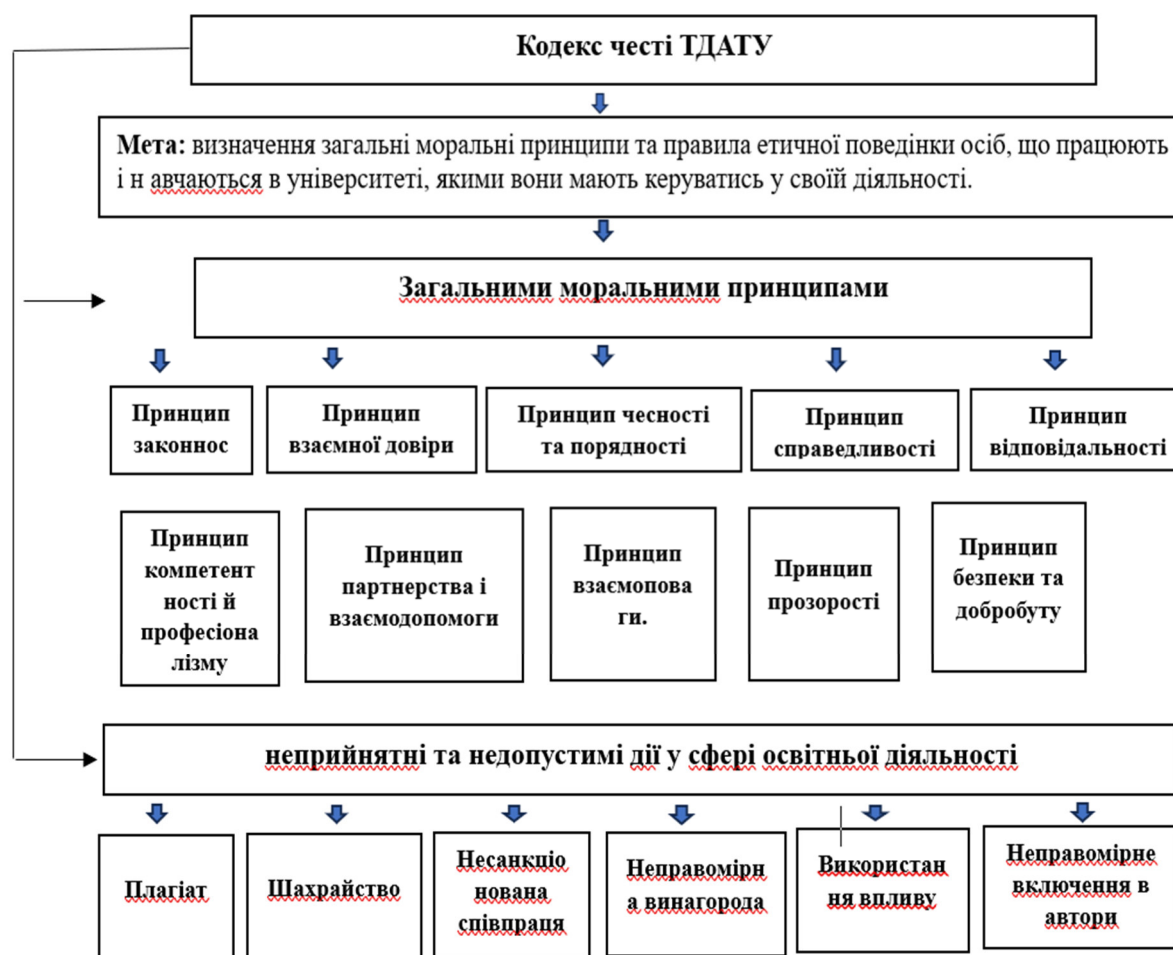 Кодекс честі ТДАТУ
Мета: визначення загальні моральні принципи та правила етичної поведінки осіб, що працюють
і н авчаються в університеті, якими вони мають керуватись у своїй діяльності.
Загальними моральними принципами
Принцип
законнос
Принцип
взаємної довіри
Принцип чесності
та порядності
Принцип
справедливості
Принцип
відповідальності
Принцип
компетент
ності й
професіона
лізму
Принцип
партнерства і
взаємодопомоги
Принцип
взаємопова
ги.
Принцип
прозорості
Принцип
безпеки та
добробуту
неприйнятні та недопустимі дії у сфері освітньої діяльності
Плагіат
Шахрайство
Несанкціо
нована
співпраця
Неправомірн
а винагорода
Використан
ня впливу
Неправомірне
включення в
автори